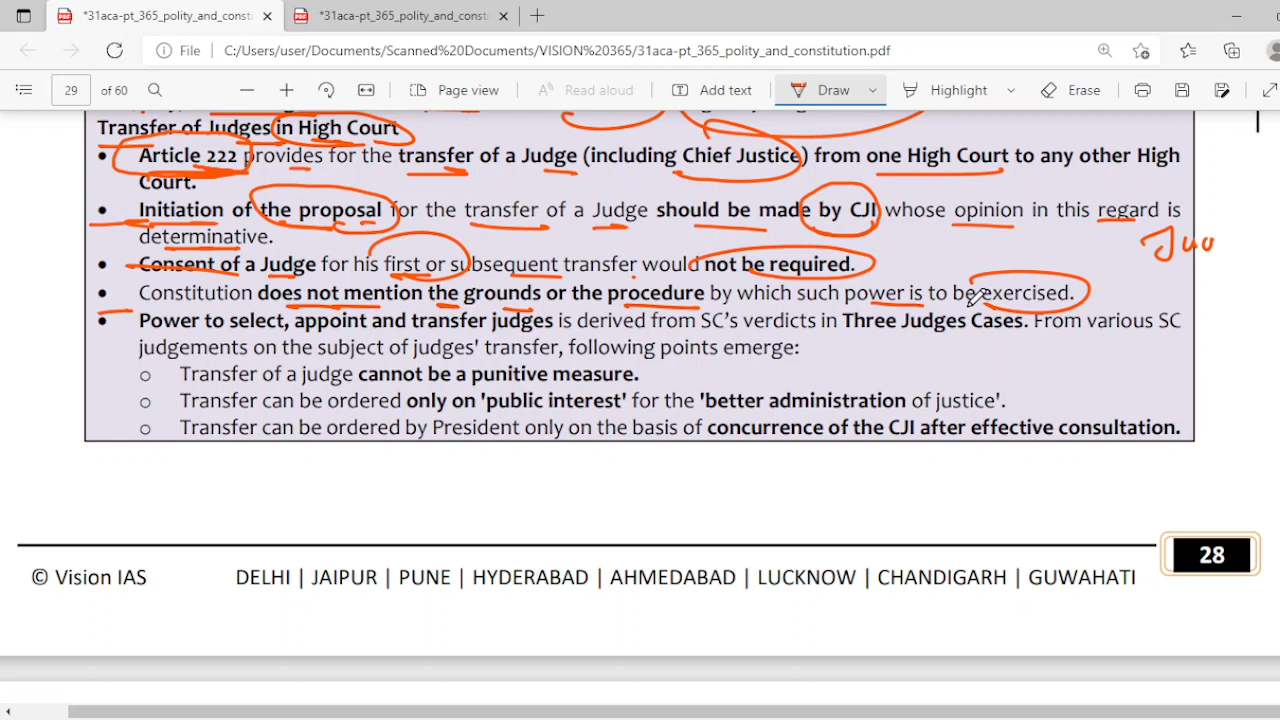 *31aca-pt_365_polity_and_consti
*31aca-pt_365_polity_and_consti
File
C:/Users/user/Documents/Scanned%20Documents/VISION%20365/31aca-pt_365_polity_and_constitution.pdf
29 of 60
Page view
Read aloud
Add text
Draw
Highlight
Erase
Transfer of Judges in High Court
• Article 222 provides for the transfer of a Judge (including Chief Justice) from one High Court to any other High
Court.
• Initiation of the proposal for the transfer of a Judge should be made by CJI whose opinion in this regard is
determinative.
• Consent of a Judge for his first or subsequent transfer would not be required.
• Constitution does not mention the grounds or the procedure by which such power is to be exercised.
• Power to select, appoint and transfer judges is derived from SC's verdicts in Three Judges Cases. From various SC
judgements on the subject of judges' transfer, following points emerge:
o Transfer of a judge cannot be a punitive measure.
o Transfer can be ordered only on 'public interest' for the 'better administration of justice'.
o Transfer can be ordered by President only on the basis of concurrence of the CJI after effective consultation.
28
© Vision IAS DELHI | JAIPUR | PUNE | HYDERABAD | AHMEDABAD | LUCKNOW | CHANDIGARH | GUWAHATI